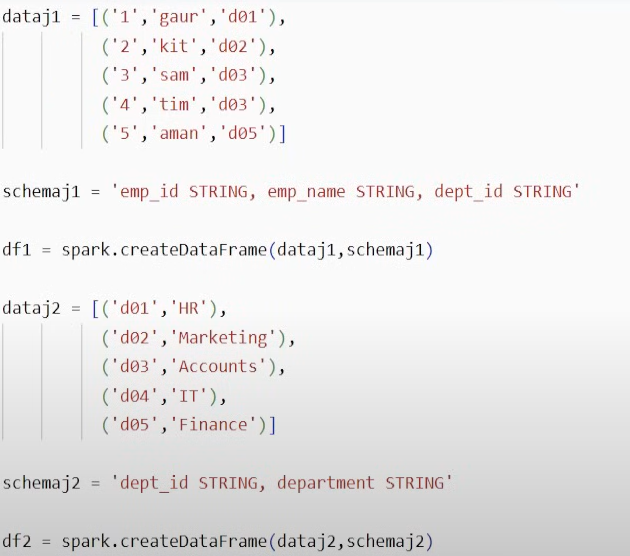 dataj1 = [('1','gaur','d01'),
('2','kit','d02'),
('3','sam','d03'),
('4','tim','d03'),
('5','aman','d05')]
schemaj1 = 'emp_id STRING, emp_name STRING, dept_id STRING'
df1 = spark.createDataFrame(dataj1,schemaj1)
dataj2 = [('d01','HR'),
('d02','Marketing'),
('d03','Accounts'),
('d04','IT'),
('d05','Finance')]
schemaj2 = 'dept_id STRING, department STRING'
df2 = spark.createDataFrame(dataj2,schemaj2)